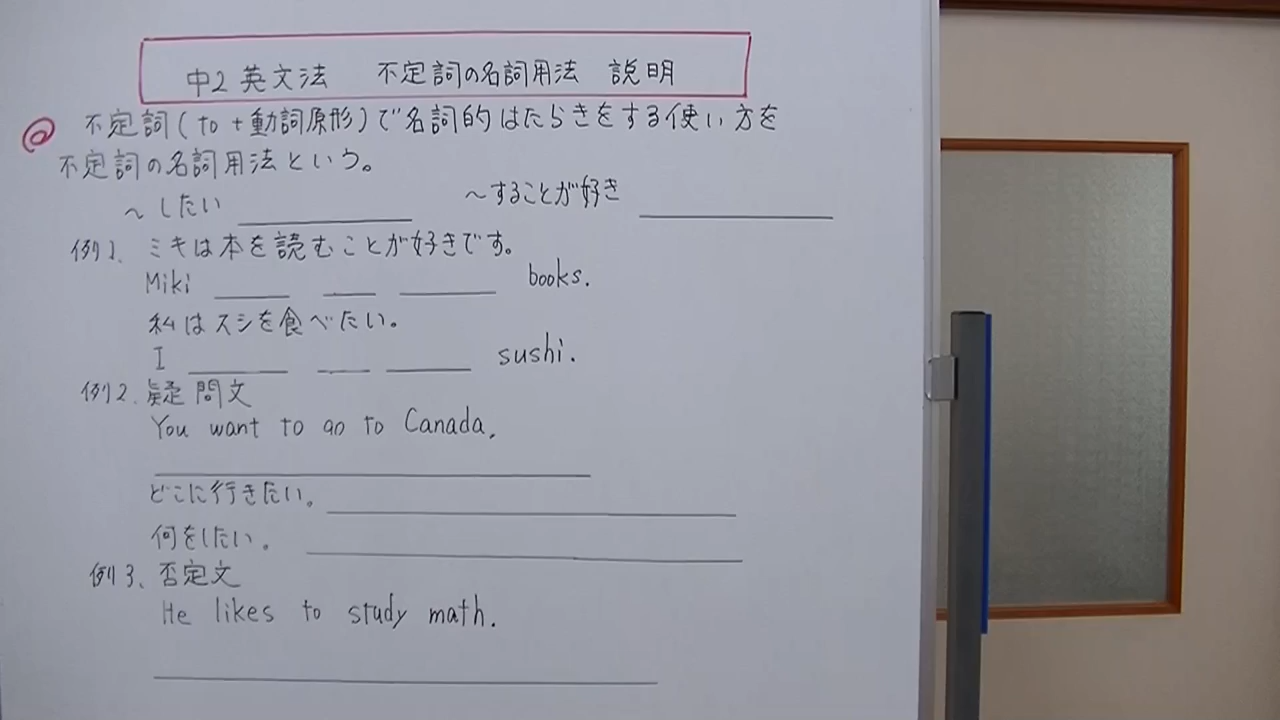 中2 英文法 不定詞の名詞用法 説明
@ 不定詞(to+動詞原形)で名詞的はたらきをする使い方を
不定詞の名詞用法という。
~したい ~することが好き
例1、ミキは本を読むことが好きです。
Miki books.
私はスシを食べたい。
I sushi.
例2、疑問文
You want to go to Canada.
どこに行きたい。
何をしたい。
例3、否定文
He likes to study math.